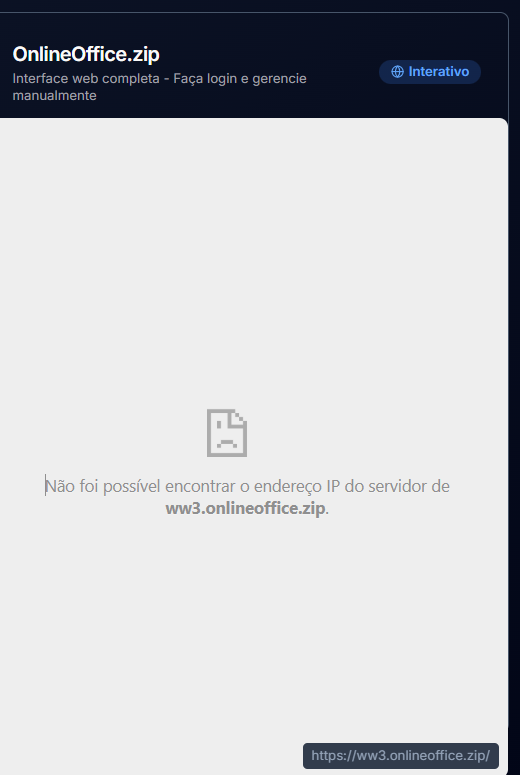 OnlineOffice.zip
Interface web completa - Faça login e gerencie
manualmente
Interativo
Não foi possível encontrar o endereço IP do servidor de
ww3.onlineoffice.zip.
https://ww3.onlineoffice.zip/